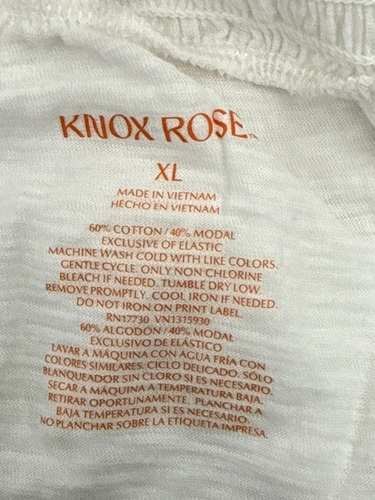 KNOX ROSE™
XL
MADE IN VIETNAM
HECHO EN VIETNAM
60% COTTON / 40% MODAL
EXCLUSIVE OF ELASTIC
MACHINE WASH COLD WITH LIKE COLORS.
GENTLE CYCLE. ONLY NON CHLORINE
BLEACH IF NEEDED. TUMBLE DRY LOW.
REMOVE PROMPTLY. COOL IRON IF NEEDED.
DO NOT IRON ON PRINT LABEL.
RN17730 VN1315930
60% ALGODÓN / 40% MODAL
EXCLUSIVO DE ELÁSTICO
LAVAR A MÁQUINA CON AGUA FRÍA CON
COLORES SIMILARES. CICLO DELICADO. SÓLO
BLANQUEADOR SIN CLORO SI ES NECESARIO.
SECAR A MÁQUINA A TEMPERATURA BAJA.
RETIRAR OPORTUNAMENTE. PLANCHAR A
BAJA TEMPERATURA SI ES NECESARIO.
NO PLANCHAR SOBRE LA ETIQUETA IMPRESA.